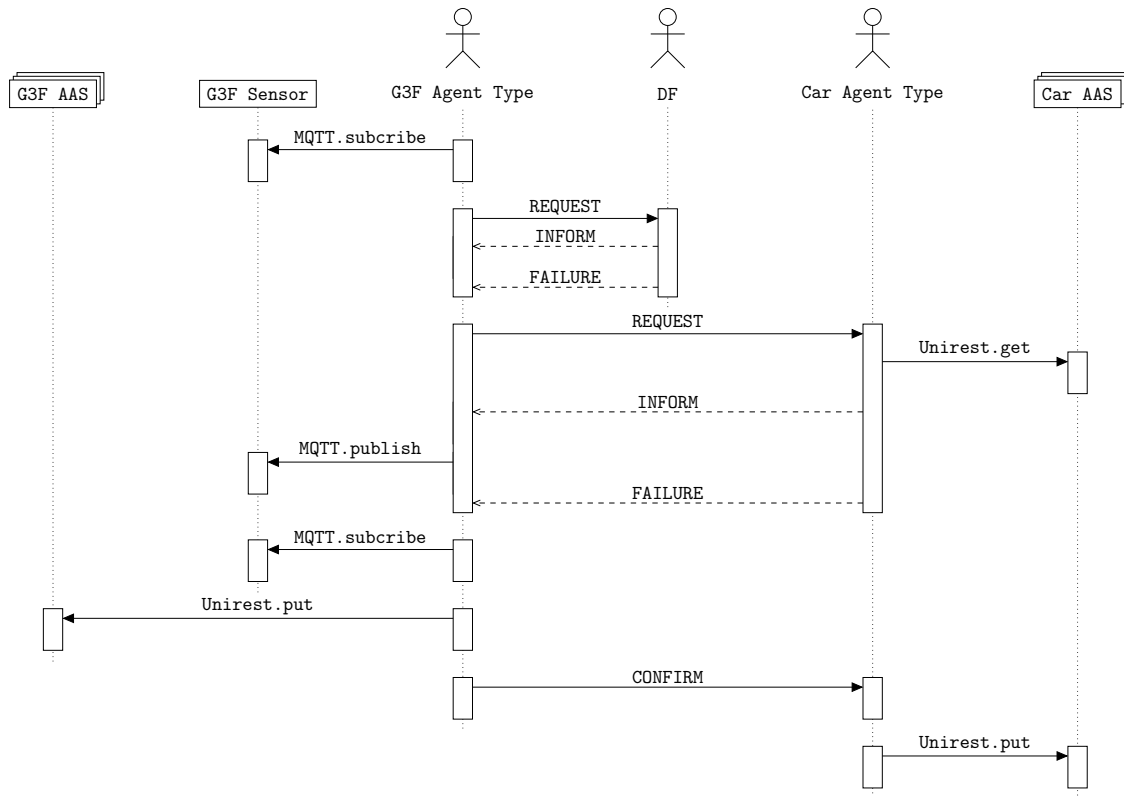 G3F AAS
G3F Sensor
G3F Agent Type
DF
Car Agent Type
Car AAS
MQTT.subcribe
REQUEST
INFORM
FAILURE
REQUEST
Unirest.get
INFORM
MQTT.publish
FAILURE
MQTT.subcribe
Unirest.put
CONFIRM
Unirest.put